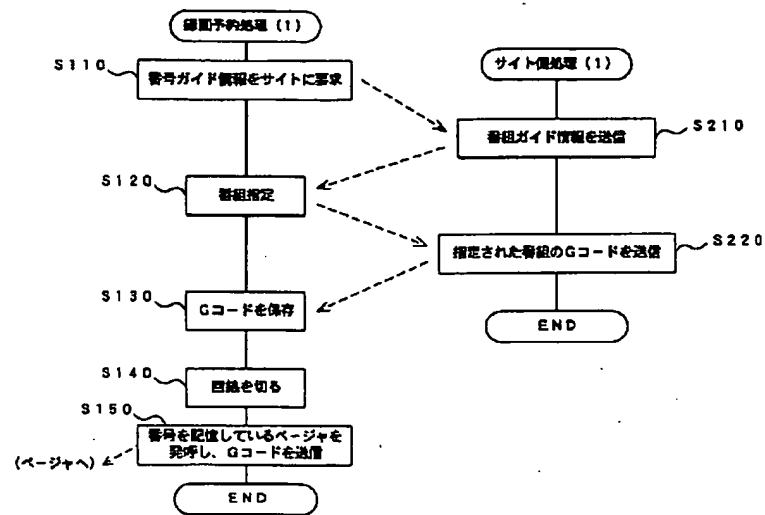 録画予約処理（1）
S110
番号ガイド情報をサイトに要求
サイト側処理（1）
番組ガイド情報を送信
S210
S120
番組指定
指定された番組のGコードを送信
S220
S130
Gコードを保存
END
S140
回線を切る
S150
番号を記憶しているページャを
発呼し、Gコードを送信
（ページャへ）
END